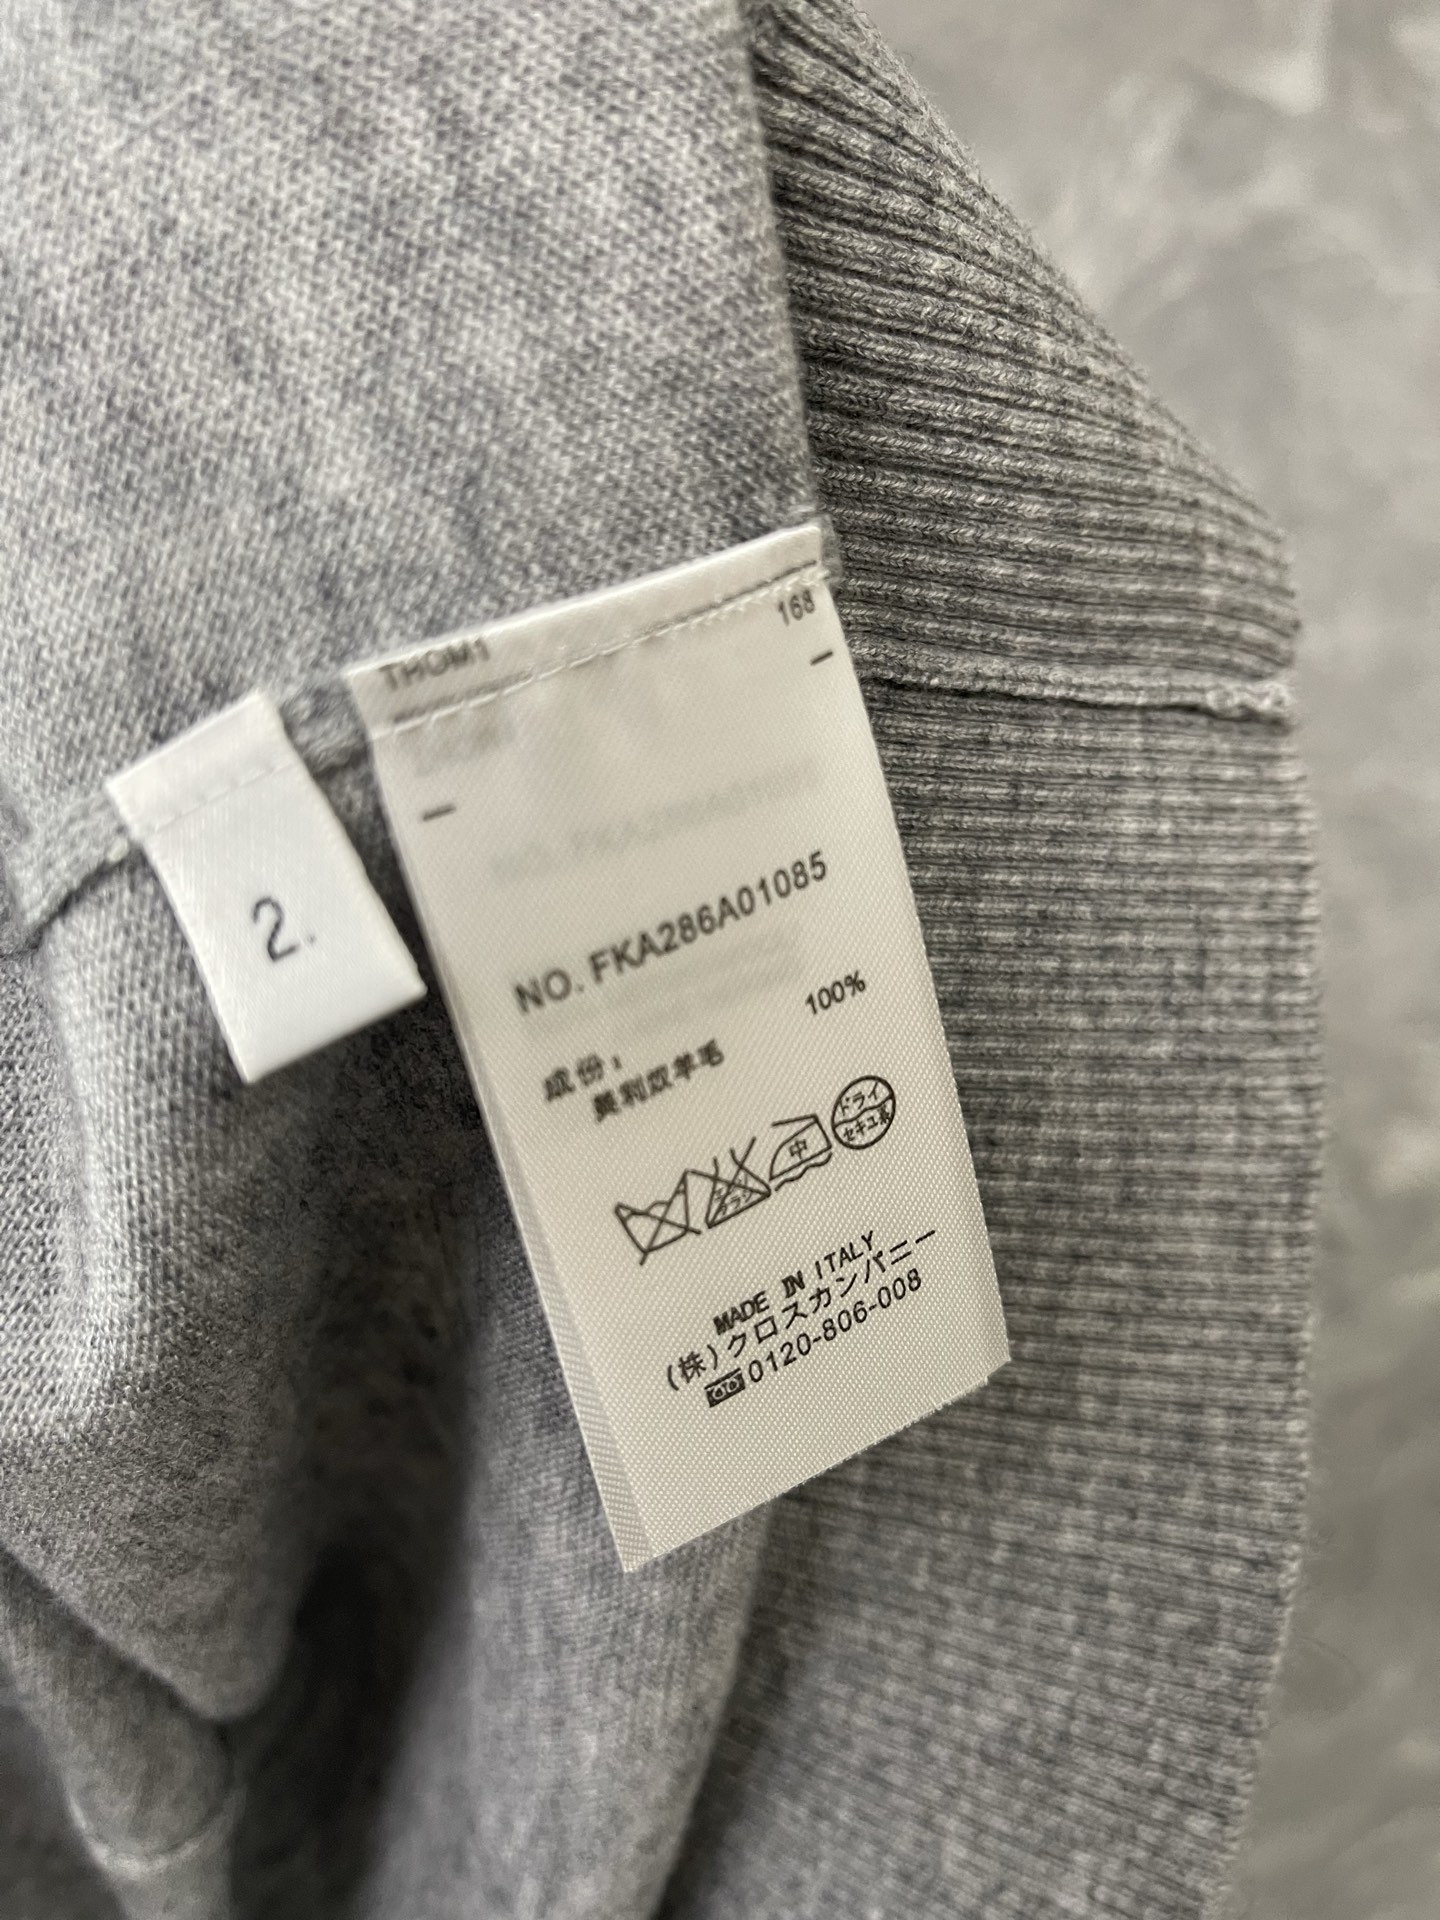 THOM1
168
2.
NO. FKA286A01085
100%
成份：
美利奴羊毛
中
ドライ
セキユ系
MADE IN ITALY
(株)クロスカンパニー
0120-806-008